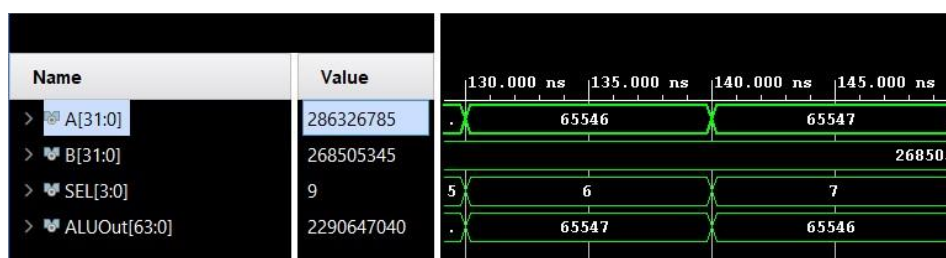 Name Value
130.000 ns 135.000 ns 140.000 ns 145.000 ns
> A[31:0] 286326785 . 65546 65547
> B[31:0] 268505345 26850
> SEL[3:0] 9 5 6 7
> ALUOut[63:0] 2290647040 . 65547 65546